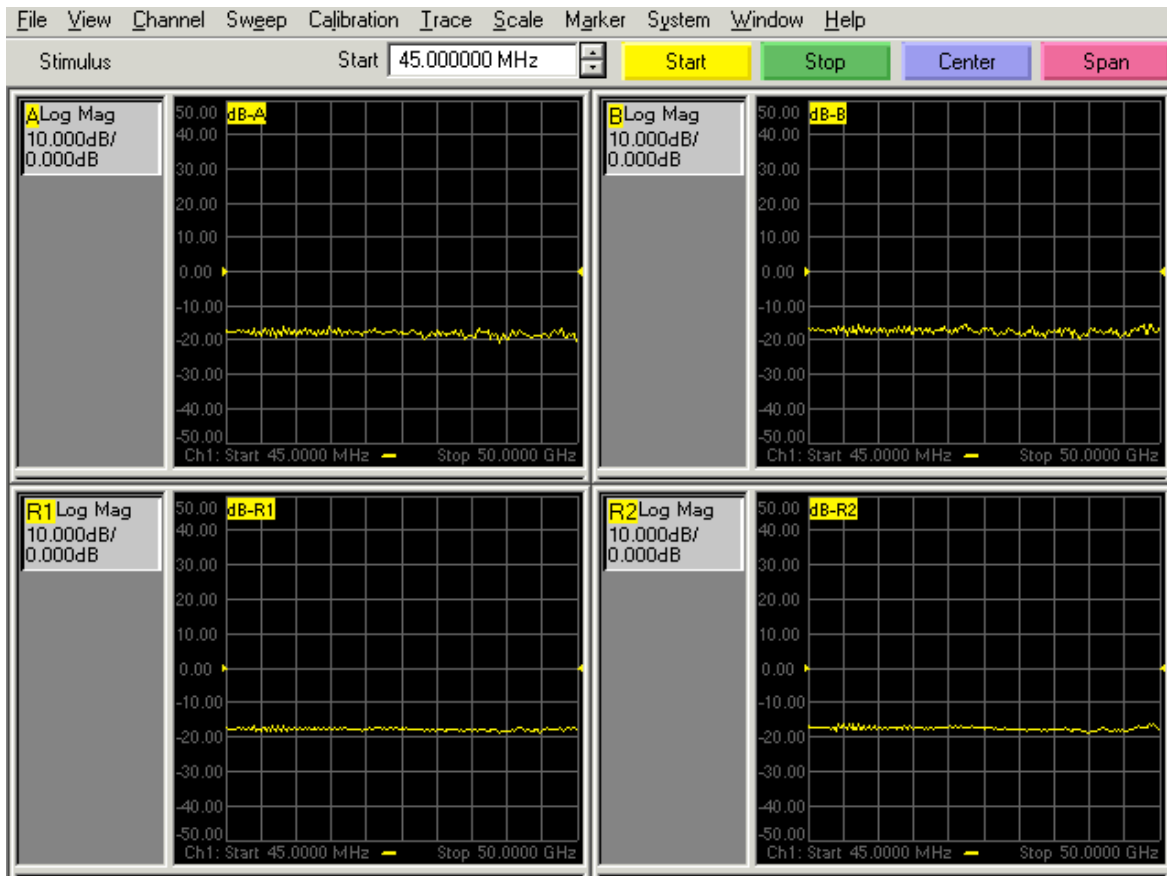 File View Channel Sweep Calibration Trace Scale Marker System Window Help
Stimulus Start 45.000000 MHz Start Stop Center Span
A Log Mag
10.000dB/
0.000dB
50.00 dB-A
40.00
30.00
20.00
10.00
0.00
-10.00
-20.00
-30.00
-40.00
-50.00
Ch1: Start 45.0000 MHz Stop 50.0000 GHz
B Log Mag
10.000dB/
0.000dB
50.00 dB-B
40.00
30.00
20.00
10.00
0.00
-10.00
-20.00
-30.00
-40.00
-50.00
Ch1: Start 45.0000 MHz Stop 50.0000 GHz
R1 Log Mag
10.000dB/
0.000dB
50.00 dB-R1
40.00
30.00
20.00
10.00
0.00
-10.00
-20.00
-30.00
-40.00
-50.00
Ch1: Start 45.0000 MHz Stop 50.0000 GHz
R2 Log Mag
10.000dB/
0.000dB
50.00 dB-R2
40.00
30.00
20.00
10.00
0.00
-10.00
-20.00
-30.00
-40.00
-50.00
Ch1: Start 45.0000 MHz Stop 50.0000 GHz